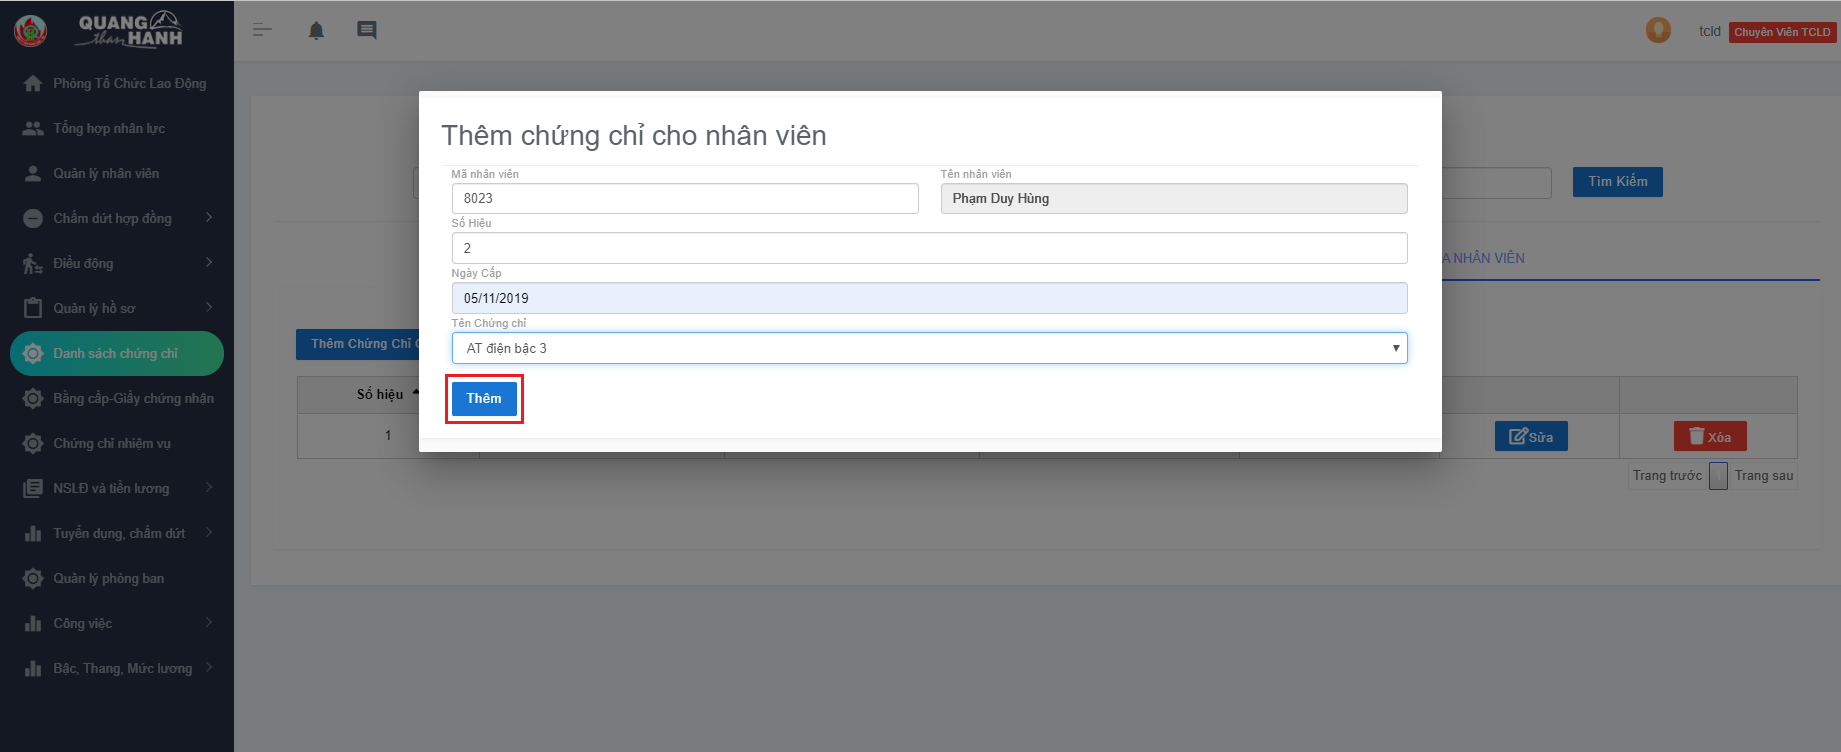 QUANG
than HANH
tcld
Chuyên Viên TCLD
Phòng Tổ Chức Lao Động
Tổng hợp nhân lực
Quản lý nhân viên
Chấm dứt hợp đồng
Điều động
Quản lý hồ sơ
Danh sách chứng chỉ
Bằng cấp-Giấy chứng nhận
Chứng chỉ nhiệm vụ
NSLĐ và tiền lương
Tuyển dụng, chấm dứt
Quản lý phòng ban
Công việc
Bậc, Thang, Mức lương
Thêm chứng chỉ cho nhân viên
Mã nhân viên
Tên nhân viên
8023
Phạm Duy Hùng
Số Hiệu
2
Ngày Cấp
05/11/2019
Tên Chứng chỉ
AT điện bậc 3
Thêm
Tìm Kiếm
A NHÂN VIÊN
Thêm Chứng Chỉ
Số hiệu
1
Sửa
Xóa
Trang trước
Trang sau